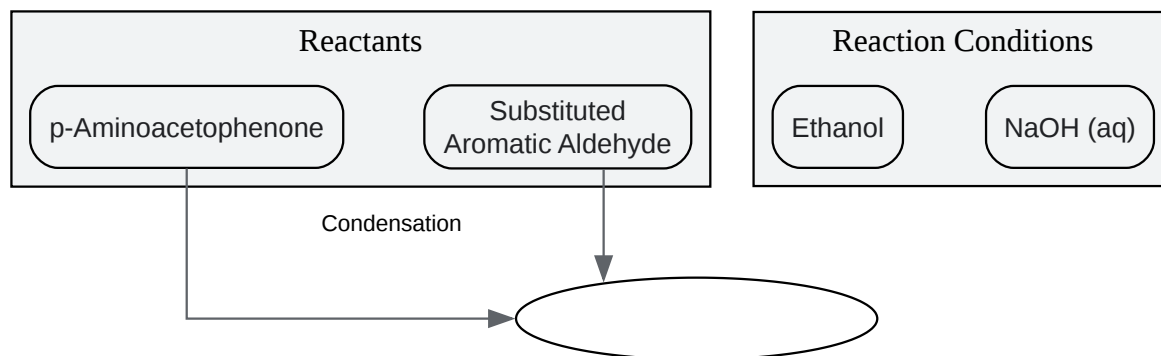 Reactants
Reaction Conditions
p-Aminoacetophenone
Substituted
Aromatic Aldehyde
Ethanol
NaOH (aq)
Condensation